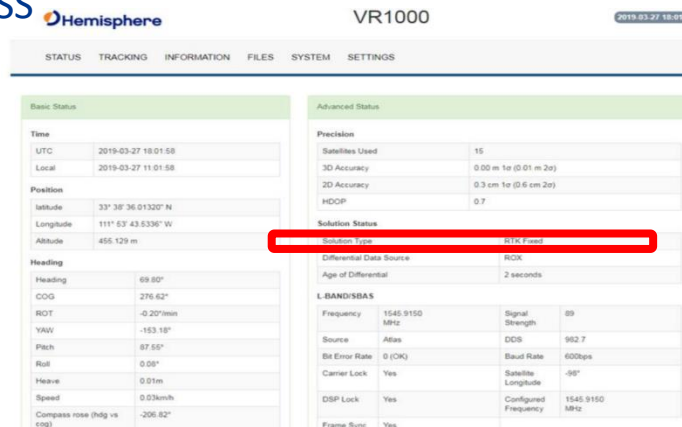 SS
Hemisphere
VR1000
2019-03-27 18:01
STATUS TRACKING INFORMATION FILES SYSTEM SETTINGS
Basic Status
Time
UTC 2019-03-27 18:01:58
Local 2019-03-27 11:01:58
Position
latitude 33° 38' 36.01320" N
Longitude 111° 53' 43.5336" W
Altitude 455.129 m
Heading
Heading 69.80°
COG 276.62°
ROT -0.20°/min
YAW -153.18°
Pitch 87.55°
Roll 0.08°
Heave 0.01m
Speed 0.03km/h
Compass rose (hdg vs cog) -206.82°
Advanced Status
Precision
Satellites Used 15
3D Accuracy 0.00 m 1σ (0.01 m 2σ)
2D Accuracy 0.3 cm 1σ (0.6 cm 2σ)
HDOP 0.7
Solution Status
Solution Type RTK Fixed
Differential Data Source ROX
Age of Differential 2 seconds
L-BAND/SBAS
Frequency 1545.9150 MHz Signal Strength 89
Source Atlas DDS 982.7
Bit Error Rate 0 (OK) Baud Rate 600bps
Carrier Lock Yes Satellite Longitude -98°
DSP Lock Yes Configured Frequency 1545.9150 MHz
Frame Sync Yes